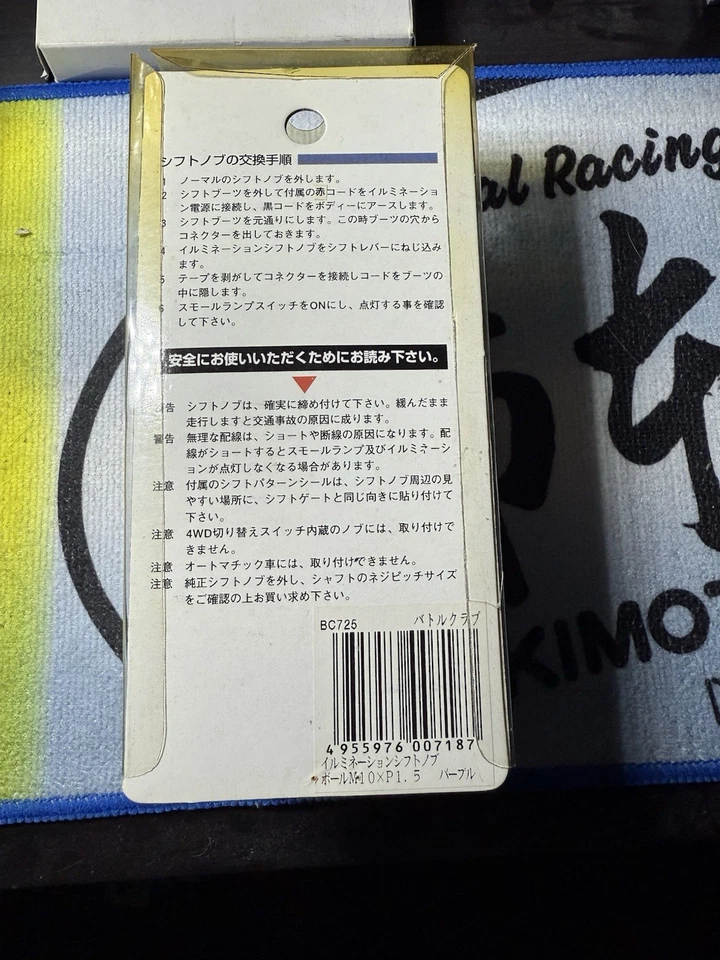 シフトノブの交換手順
1 ノーマルのシフトノブを外します。
2 シフトブーツを外して付属の赤コードをイルミネーショ
ン電源に接続し、黒コードをボディーにアースします。
3 シフトブーツを元通りにします。この時ブーツの穴から
コネクターを出しておきます。
4 イルミネーションシフトノブをシフトレバーにねじ込み
ます。
5 テープを剥がしてコネクターを接続しコードをブーツの
中に隠します。
6 スモールランプスイッチをONにし、点灯する事を確認
して下さい。
安全にお使いいただくためにお読み下さい。
警告 シフトノブは、確実に締め付けて下さい。緩んだまま
走行しますと交通事故の原因に成ります。
警告 無理な配線は、ショートや断線の原因になります。配
線がショートするとスモールランプ及びイルミネーシ
ョンが点灯しなくなる場合があります。
注意 付属のシフトパターンシールは、シフトノブ周辺の見
やすい場所に、シフトゲートと同じ向きに貼り付けて
下さい。
注意 4WD切り替えスイッチ内蔵のノブには、取り付けで
きません。
注意 オートマチック車には、取り付けできません。
注意 純正シフトノブを外し、シャフトのネジピッチサイズ
をご確認の上お買い求め下さい。
BC725 バトルクラブ
4 955976 007187
イルミネーションシフトノブ
ボールM10×P1.5 パープル
al Racing
KIMOT